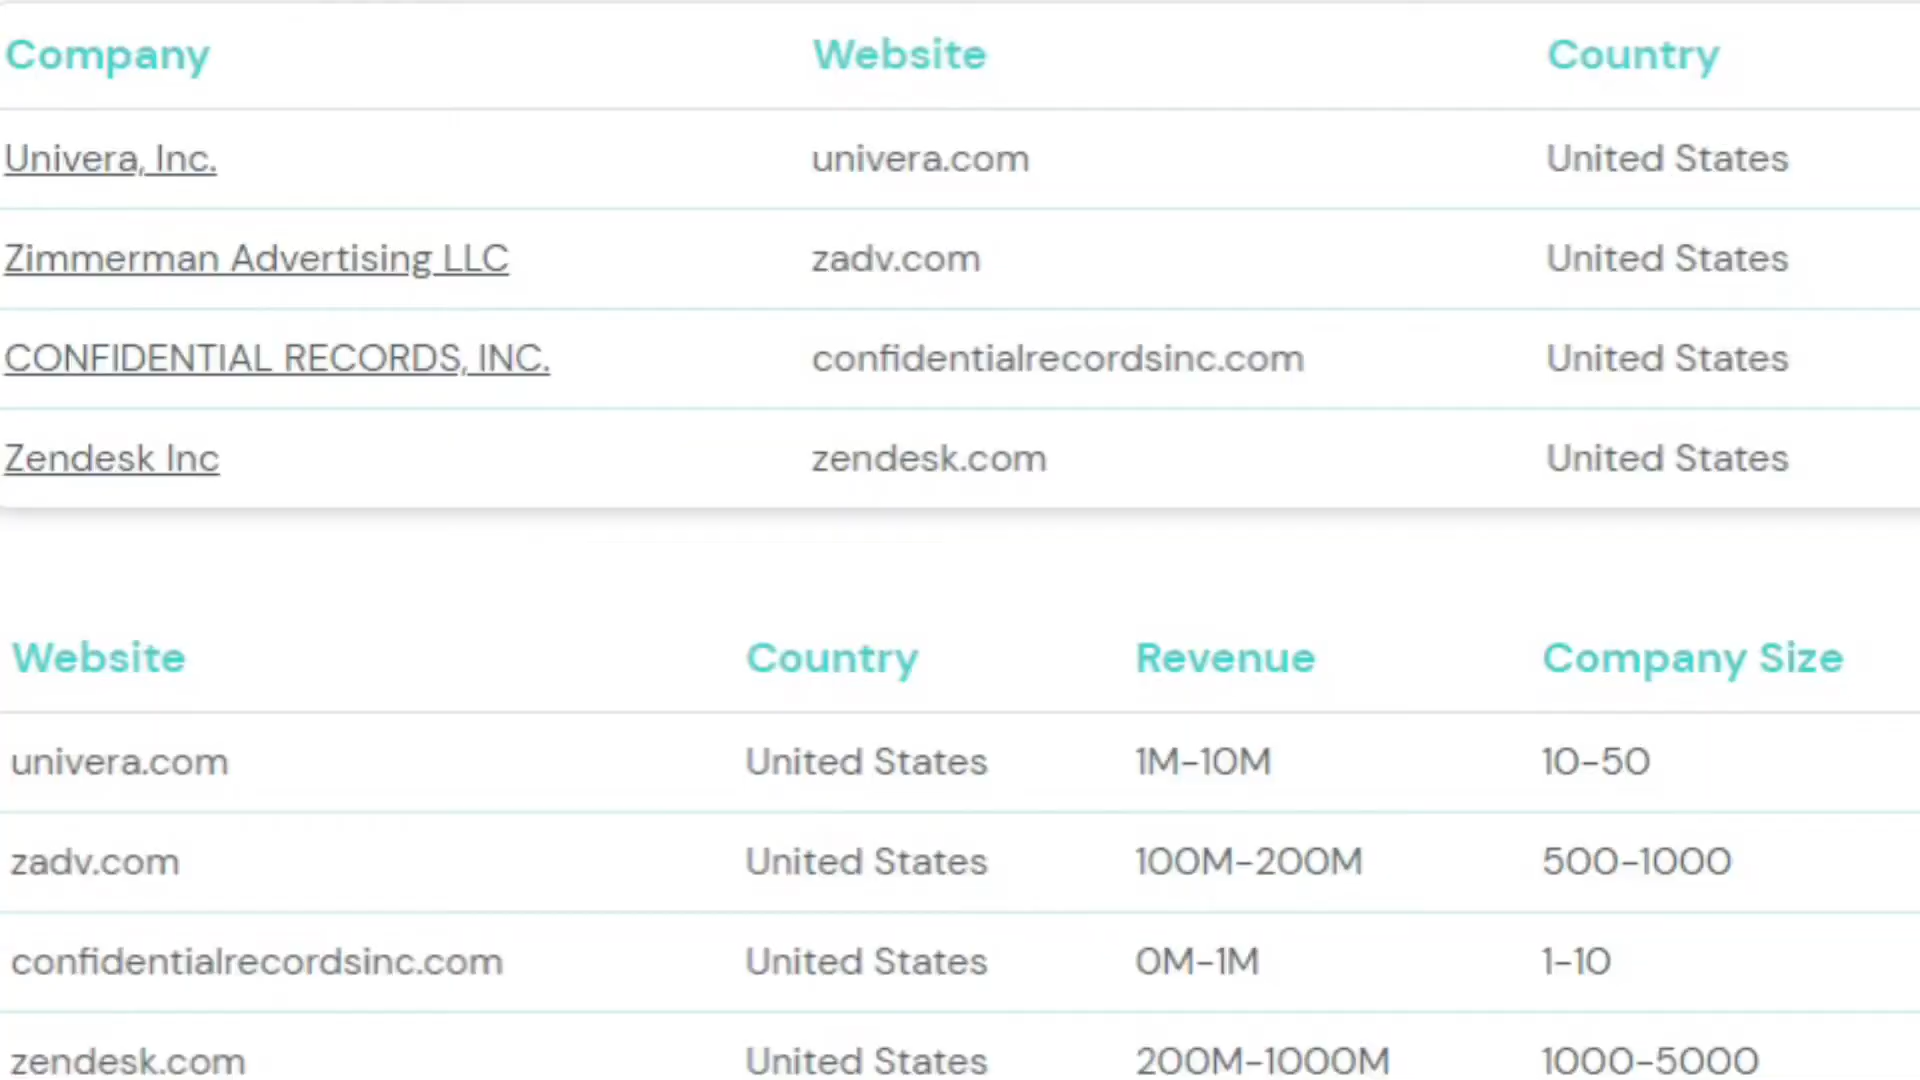 Company Website Country
Univera, Inc. univera.com United States
Zimmerman Advertising LLC zadv.com United States
CONFIDENTIAL RECORDS, INC. confidentialrecordsinc.com United States
Zendesk Inc zendesk.com United States
Website Country Revenue Company Size
univera.com United States 1M-10M 10-50
zadv.com United States 100M-200M 500-1000
confidentialrecordsinc.com United States 0M-1M 1-10
zendesk.com United States 200M-1000M 1000-5000